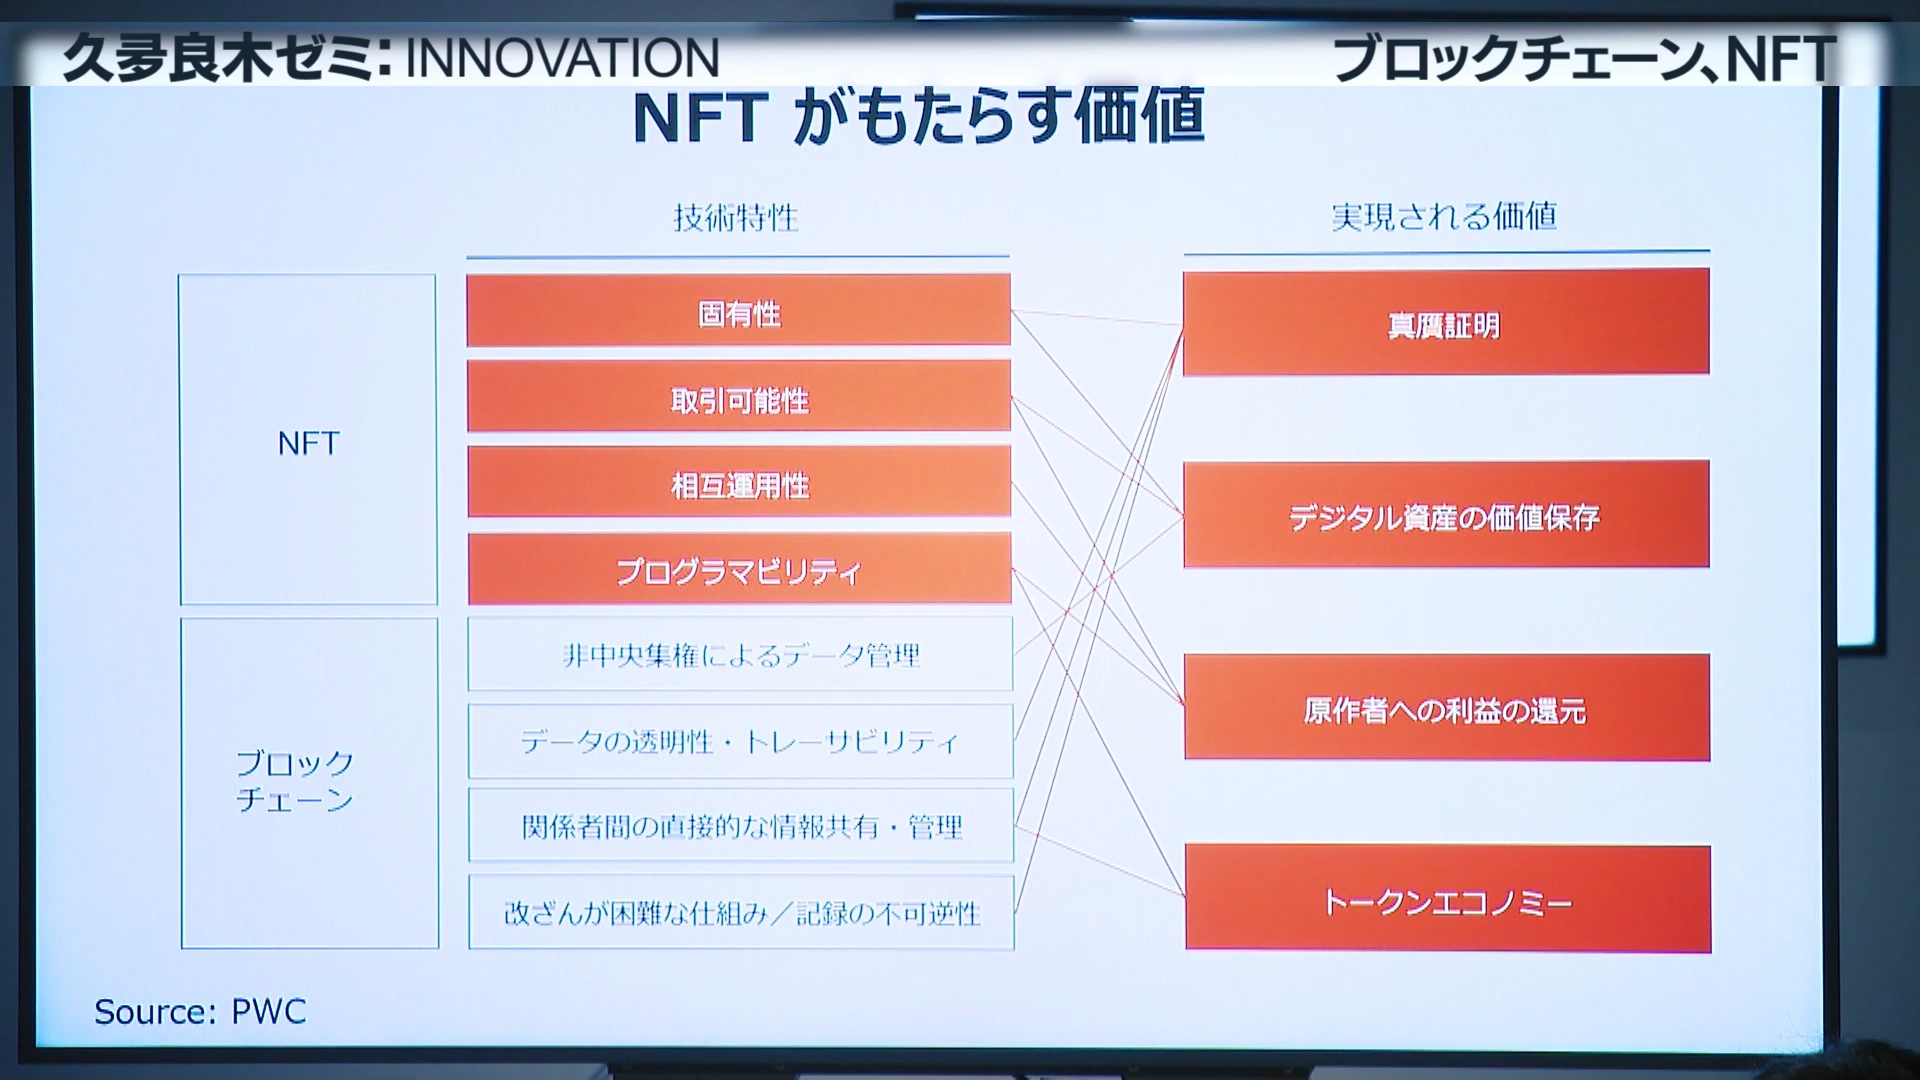 久夛良木ゼミ：INNOVATION
ブロックチェーン、NFT
NFT がもたらす価値
技術特性
実現される価値
NFT
固有性
取引可能性
相互運用性
プログラマビリティ
ブロック
チェーン
非中央集権によるデータ管理
データの透明性・トレーサビリティ
関係者間の直接的な情報共有・管理
改ざんが困難な仕組み／記録の不可逆性
真贋証明
デジタル資産の価値保存
原作者への利益の還元
トークンエコノミー
Source: PWC